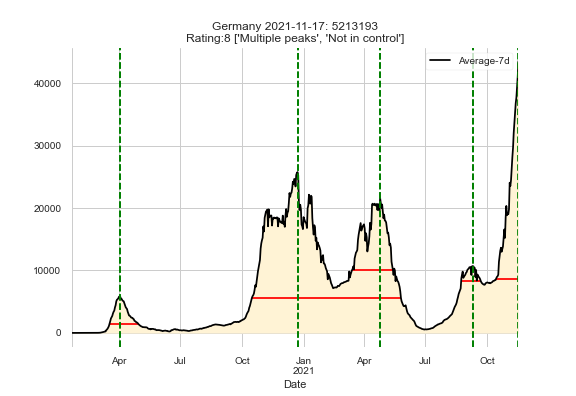 Germany 2021-11-17: 5213193
Rating:8 ['Multiple peaks', 'Not in control']
Average-7d
40000
30000
20000
10000
0
Apr
Jul
Oct
Jan
2021
Apr
Jul
Oct
Date